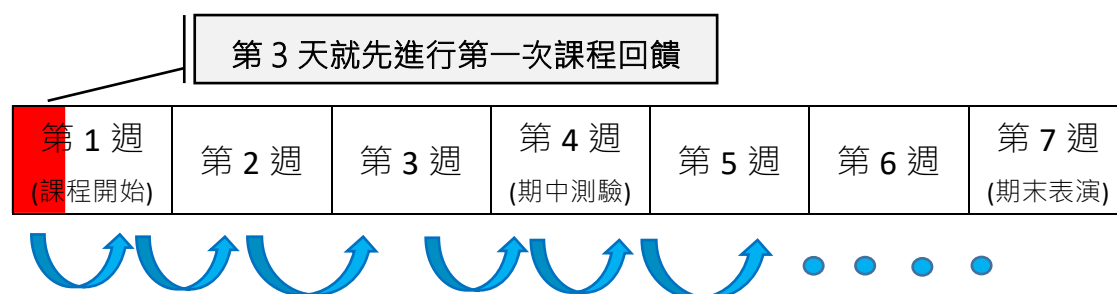 第 3 天就先進行第一次課程回饋
第 1 週
(課程開始)
第 2 週
第 3 週
第 4 週
(期中測驗)
第 5 週
第 6 週
第 7 週
(期末表演)